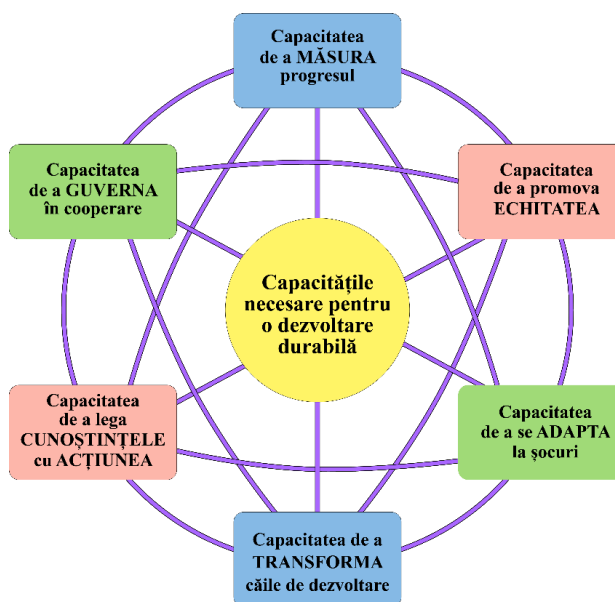 Capacitatea
de a MĂSURA
progresul
Capacitatea
de a GUVERNA
în cooperare
Capacitatea
de a promova
ECHITATEA
Capacitățile
necesare pentru
o dezvoltare
durabilă
Capacitatea
de a lega
CUNOȘTINȚELE
cu ACȚIUNEA
Capacitatea
de a se ADAPTA
la șocuri
Capacitatea de a
TRANSFORMA
căile de dezvoltare